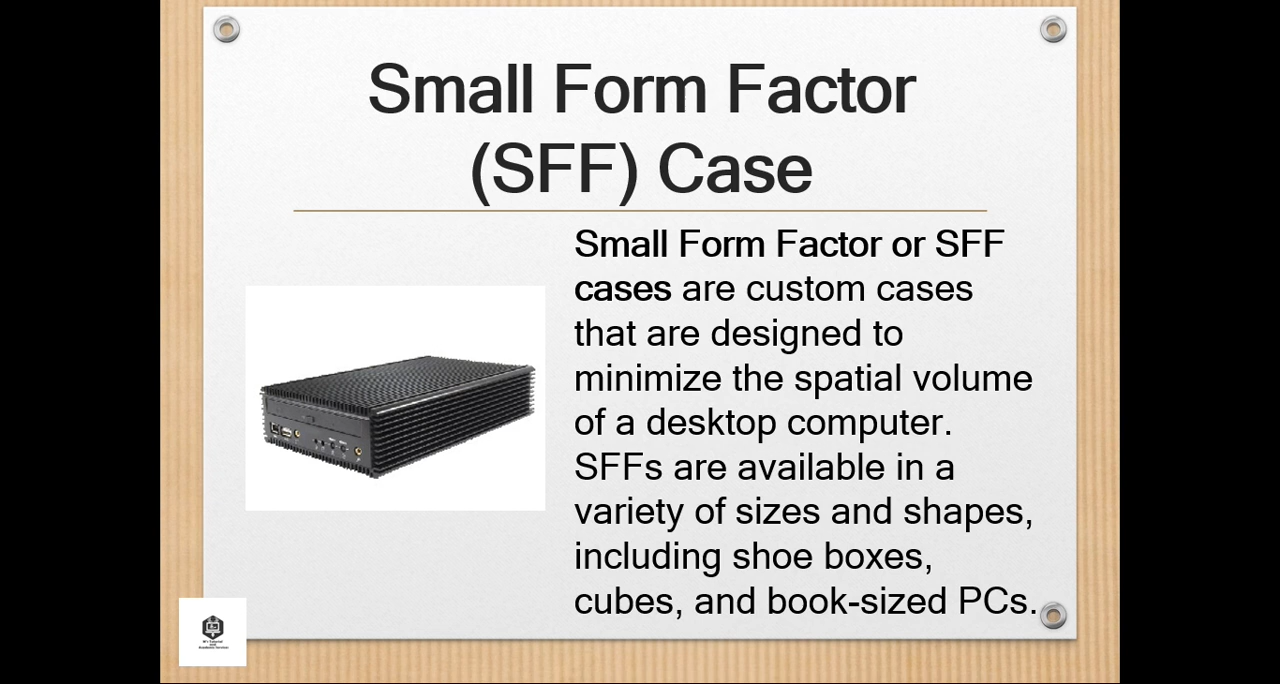 Small Form Factor
(SFF) Case
Small Form Factor or SFF
cases are custom cases
that are designed to
minimize the spatial volume
of a desktop computer.
SFFs are available in a
variety of sizes and shapes,
including shoe boxes,
cubes, and book-sized PCs.